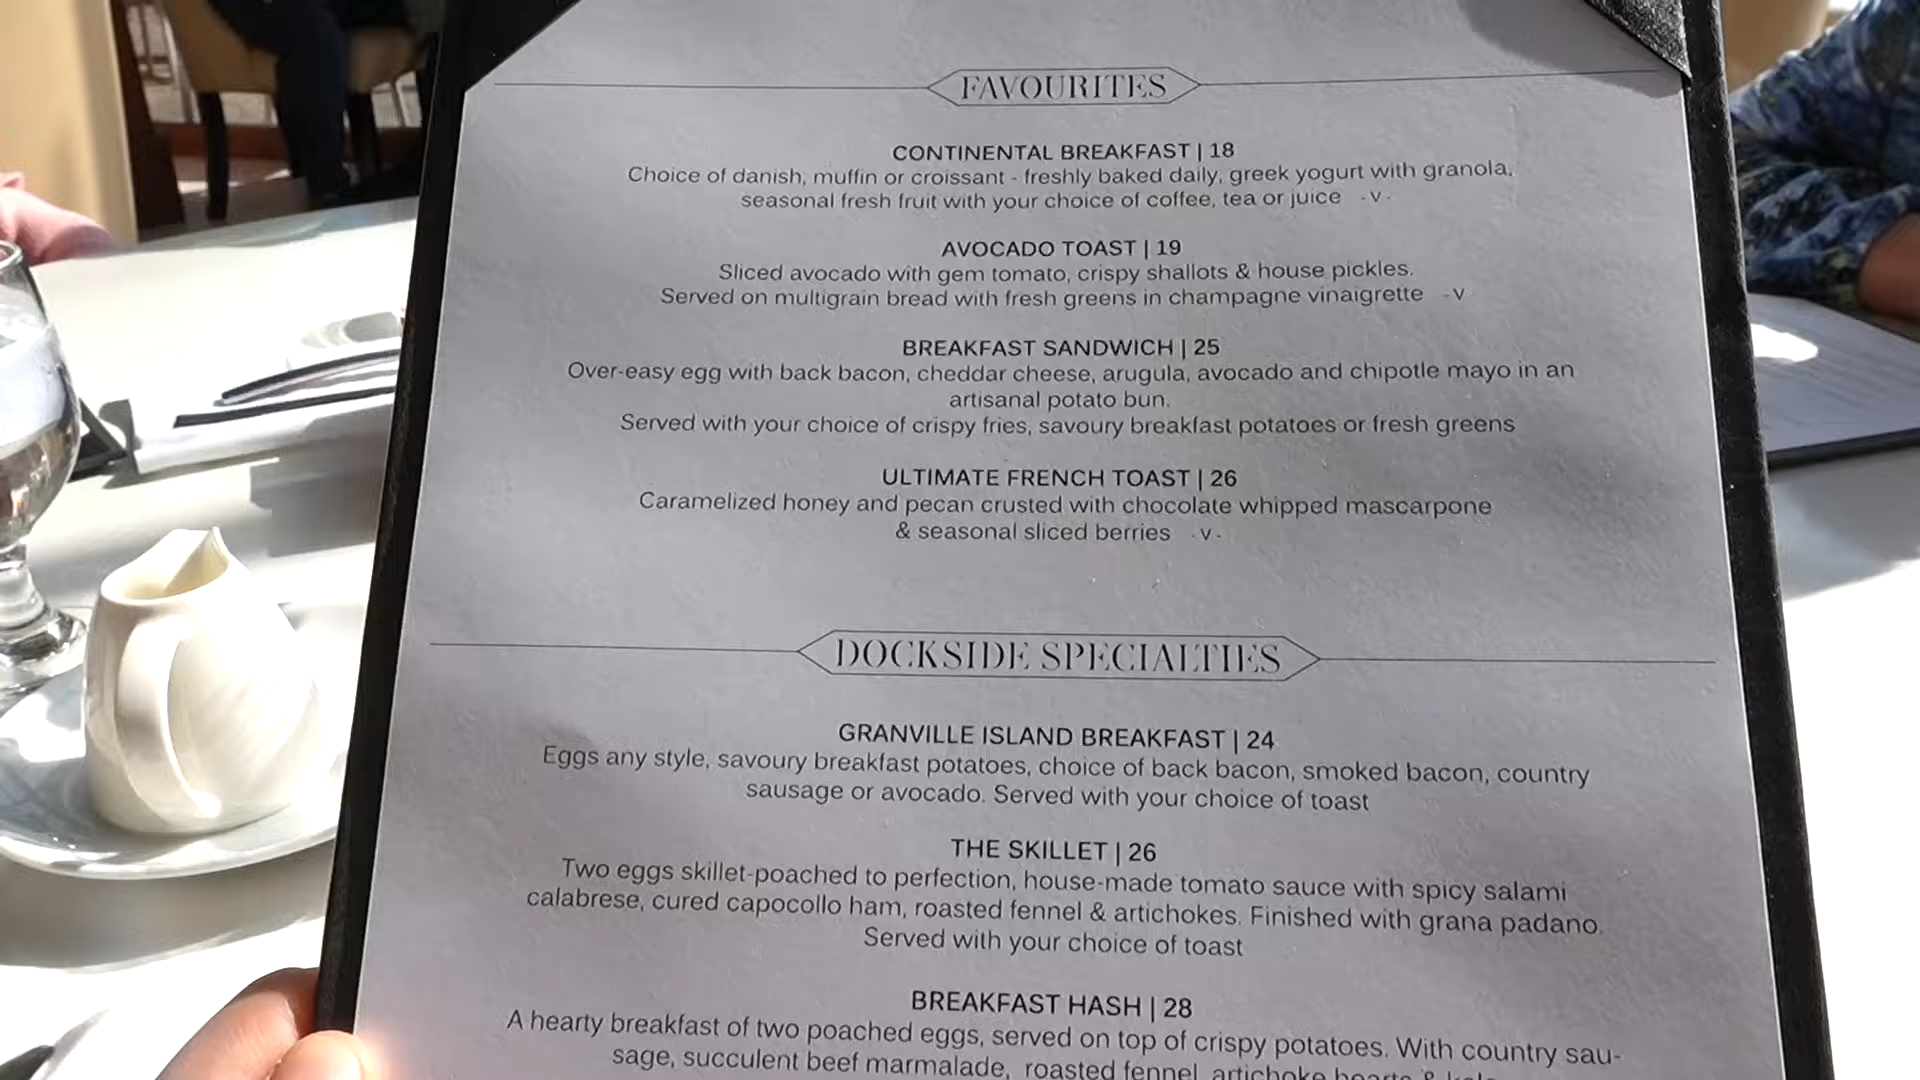 FAVOURITES
CONTINENTAL BREAKFAST | 18
Choice of danish, muffin or croissant - freshly baked daily, greek yogurt with granola,
seasonal fresh fruit with your choice of coffee, tea or juice - v -
AVOCADO TOAST | 19
Sliced avocado with gem tomato, crispy shallots & house pickles.
Served on multigrain bread with fresh greens in champagne vinaigrette - v
BREAKFAST SANDWICH | 25
Over-easy egg with back bacon, cheddar cheese, arugula, avocado and chipotle mayo in an
artisanal potato bun.
Served with your choice of crispy fries, savoury breakfast potatoes or fresh greens
ULTIMATE FRENCH TOAST | 26
Caramelized honey and pecan crusted with chocolate whipped mascarpone
& seasonal sliced berries - v -
DOCKSIDE SPECIALTIES
GRANVILLE ISLAND BREAKFAST | 24
Eggs any style, savoury breakfast potatoes, choice of back bacon, smoked bacon, country
sausage or avocado. Served with your choice of toast
THE SKILLET | 26
Two eggs skillet-poached to perfection, house-made tomato sauce with spicy salami
calabrese, cured capocollo ham, roasted fennel & artichokes. Finished with grana padano.
Served with your choice of toast
BREAKFAST HASH | 28
A hearty breakfast of two poached eggs, served on top of crispy potatoes. With country sau-
sage, succulent beef marmalade, roasted fennel, artichoke hearts &